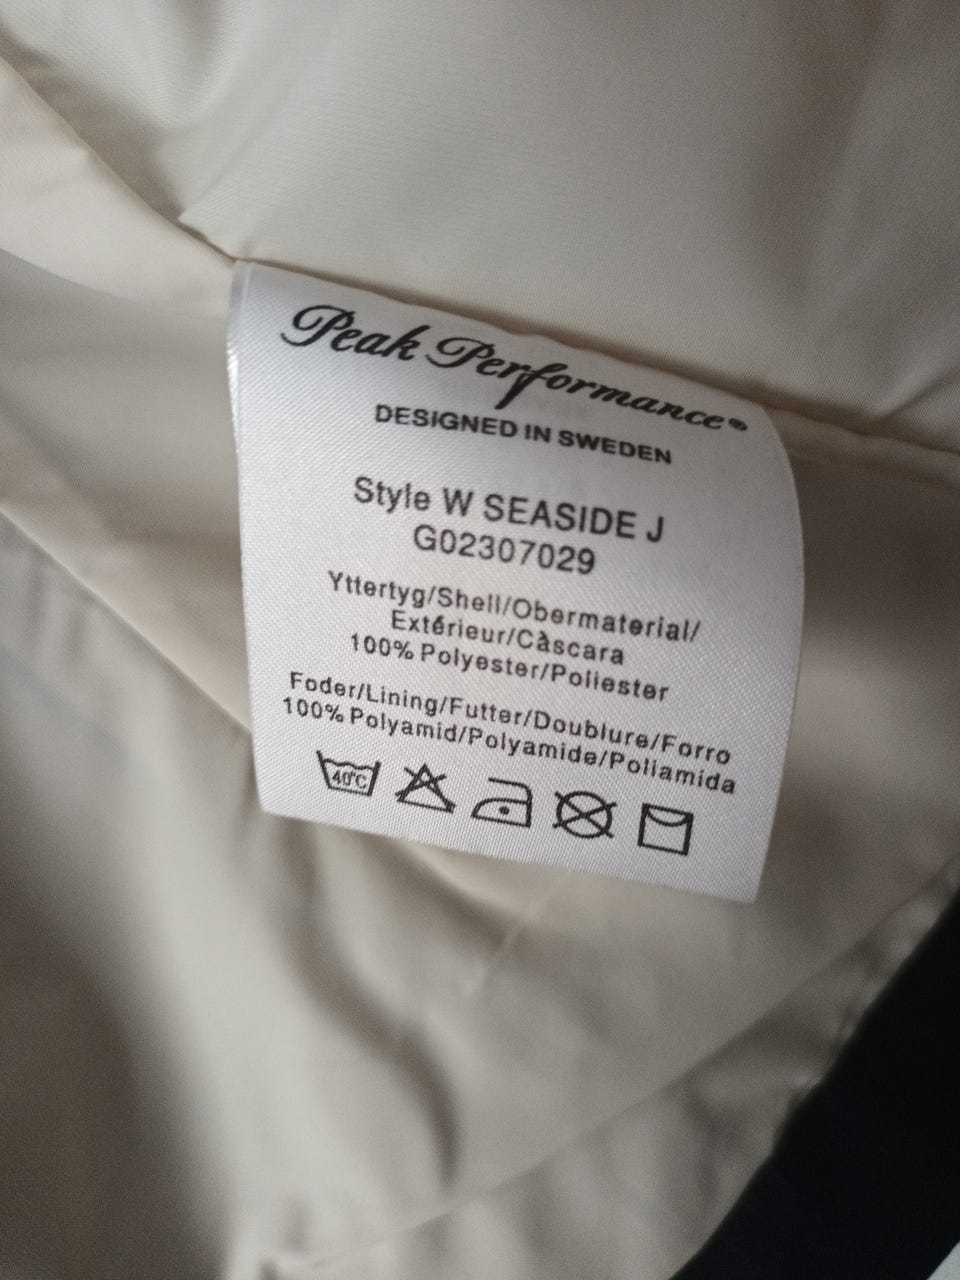 Peak Performance®
DESIGNED IN SWEDEN
Style W SEASIDE J
G02307029
Yttertyg/Shell/Obermaterial/
Extérieur/Càscara
100% Polyester/Poliester
Foder/Lining/Futter/Doublure/Forro
100% Polyamid/Polyamide/Poliamida
40°C